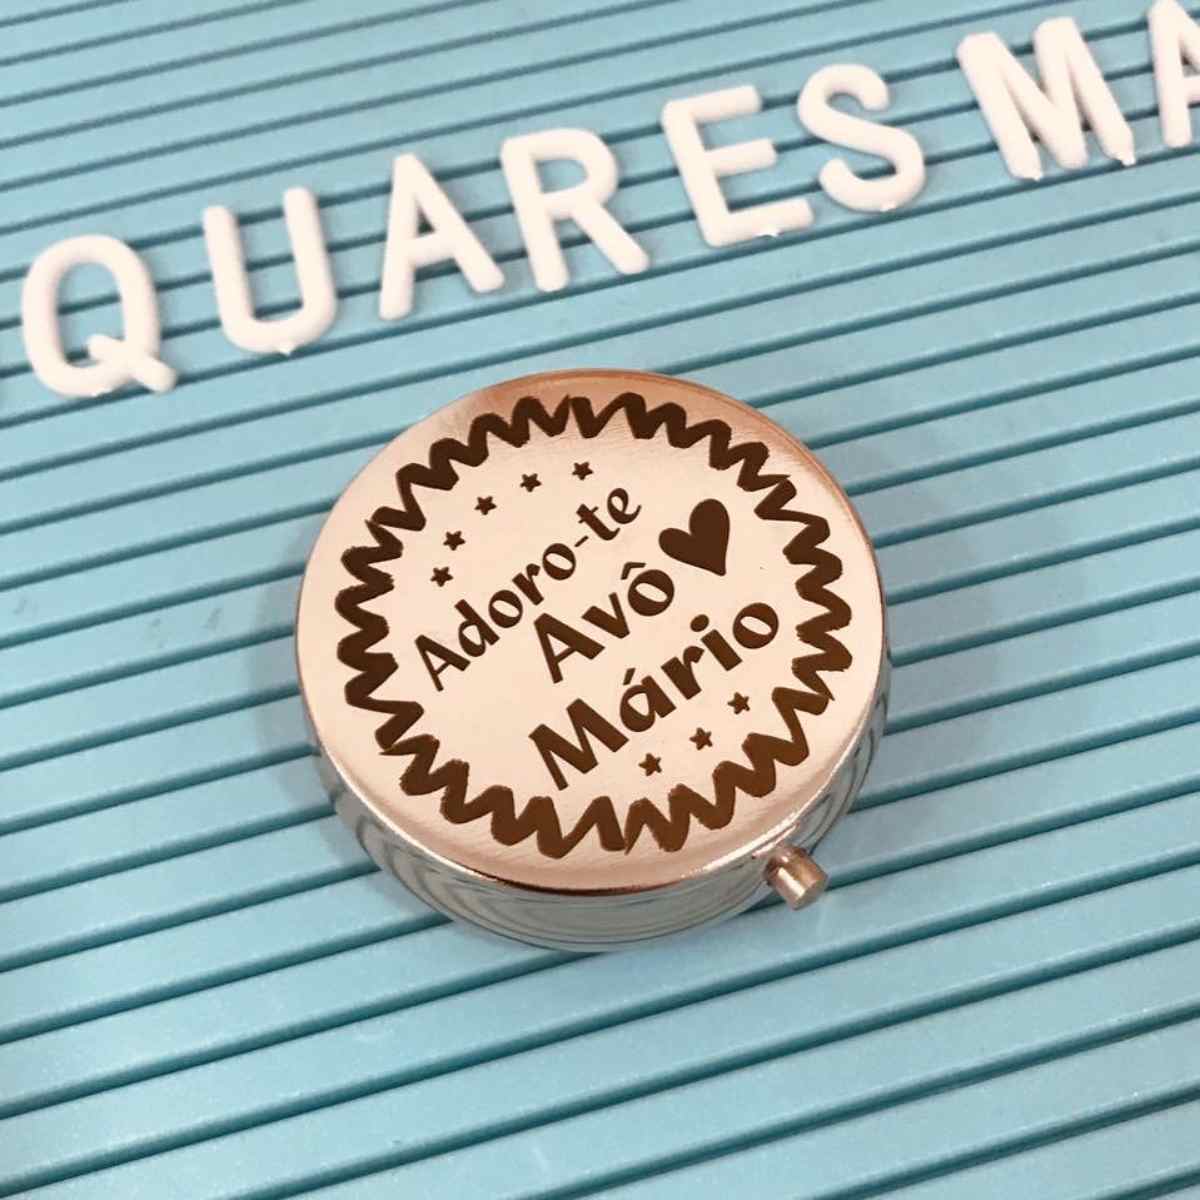 QUARES MA
Adoro-te
Avô
Mário